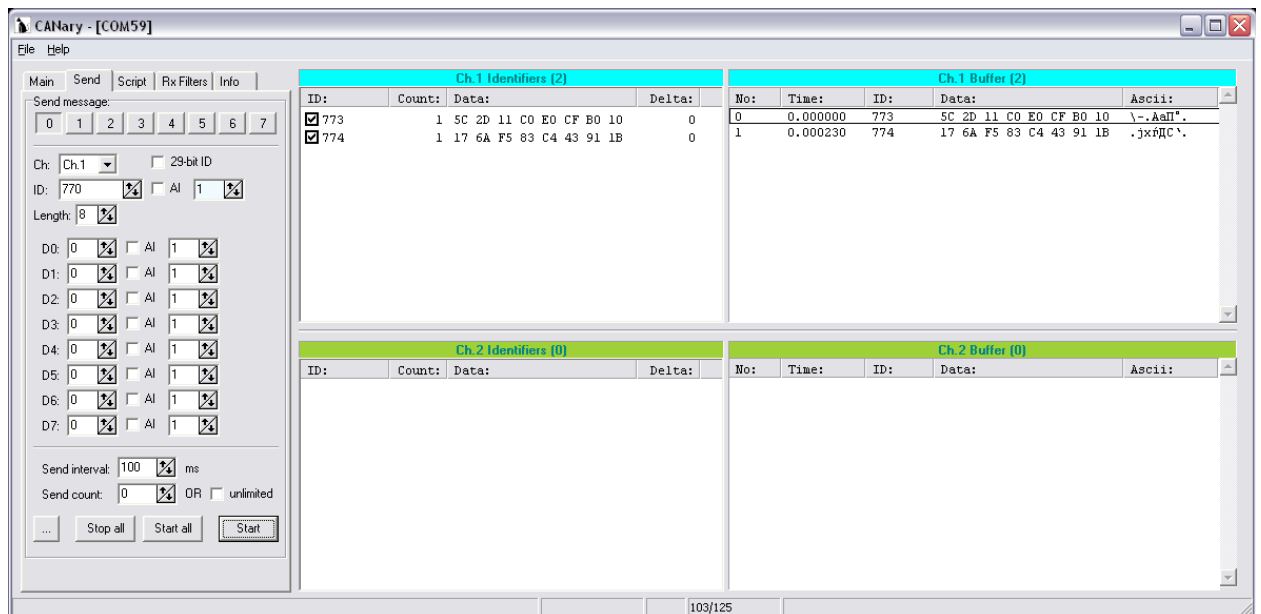 CANary - [COM59]
File Help
Main Send Script Rx Filters Info
Send message:
0 1 2 3 4 5 6 7
Ch: Ch.1 29-bit ID
ID: 770 AI 1
Length: 8
D0: 0 AI 1
D1: 0 AI 1
D2: 0 AI 1
D3: 0 AI 1
D4: 0 AI 1
D5: 0 AI 1
D6: 0 AI 1
D7: 0 AI 1
Send interval: 100 ms
Send count: 0 OR unlimited
... Stop all Start all Start
Ch.1 Identifiers (2)
ID: Count: Data: Delta:
773 1 5C 2D 11 C0 E0 CF B0 10 0
774 1 17 6A F5 83 C4 43 91 1B 0
Ch.1 Buffer (2)
No: Time: ID: Data: Ascii:
0 0.000000 773 5C 2D 11 C0 E0 CF B0 10 \-.АаП°.
1 0.000230 774 17 6A F5 83 C4 43 91 1B .jхѓДC‘.
Ch.2 Identifiers (0)
ID: Count: Data: Delta:
Ch.2 Buffer (0)
No: Time: ID: Data: Ascii:
103/125